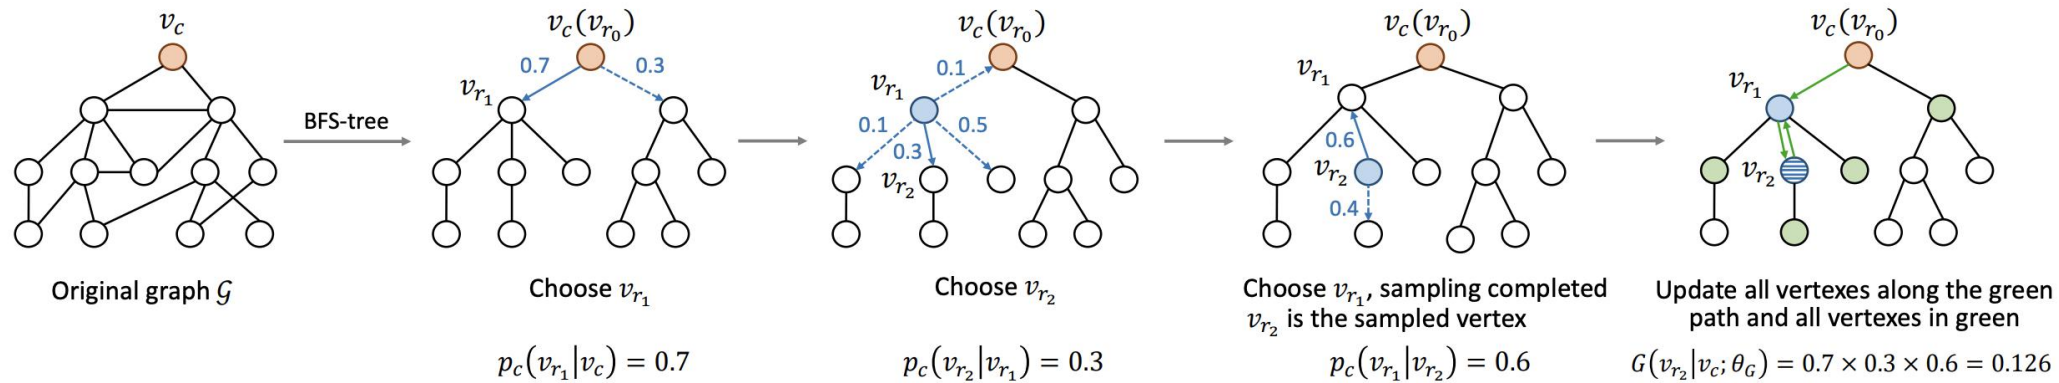 v_c
BFS-tree
Original graph 𝒢
v_c(v_{r_0})
0.7
0.3
v_{r_1}
Choose v_{r_1}
p_c(v_{r_1}|v_c) = 0.7
v_c(v_{r_0})
0.1
v_{r_1}
0.1
0.5
0.3
v_{r_2}
Choose v_{r_2}
p_c(v_{r_2}|v_{r_1}) = 0.3
v_c(v_{r_0})
v_{r_1}
0.6
v_{r_2}
0.4
Choose v_{r_1}, sampling completed
v_{r_2} is the sampled vertex
p_c(v_{r_1}|v_{r_2}) = 0.6
v_c(v_{r_0})
v_{r_1}
v_{r_2}
Update all vertexes along the green
path and all vertexes in green
G(v_{r_2}|v_c; θ_G) = 0.7 × 0.3 × 0.6 = 0.126